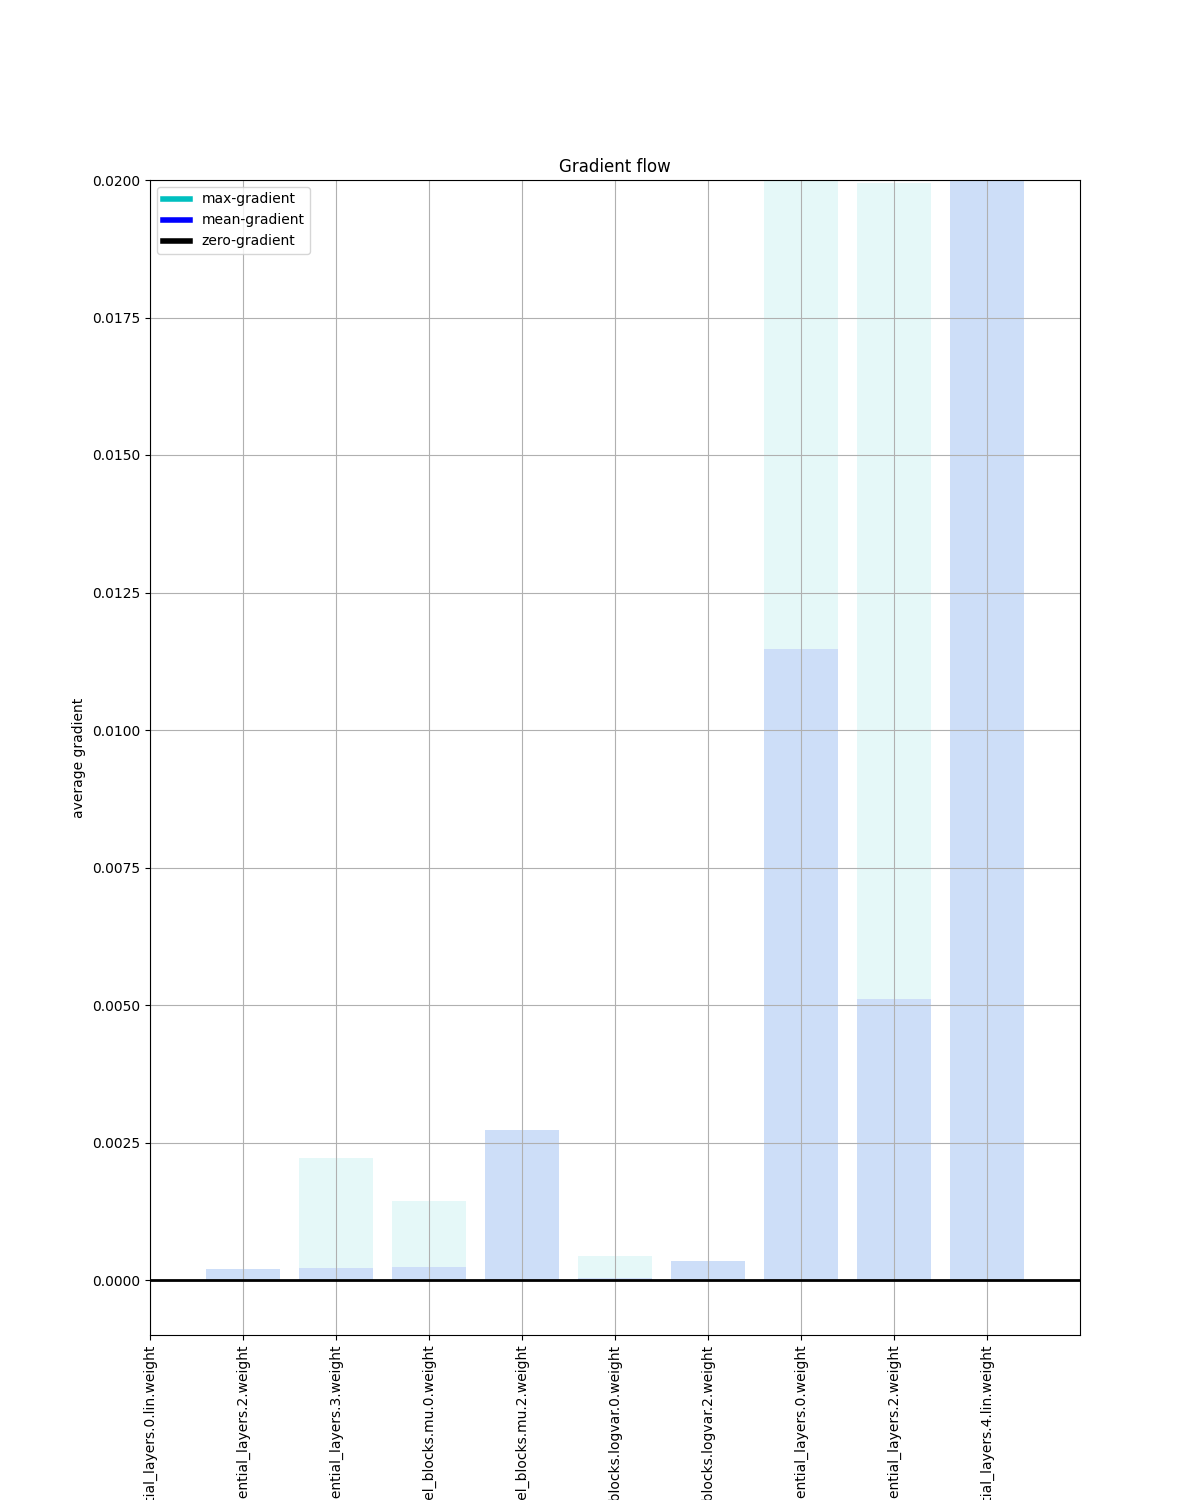 Gradient flow
max-gradient
mean-gradient
zero-gradient
0.0200
0.0175
0.0150
0.0125
0.0100
0.0075
0.0050
0.0025
0.0000
average gradient
tial_layers.0.lin.weight
ential_layers.2.weight
ential_layers.3.weight
el_blocks.mu.0.weight
el_blocks.mu.2.weight
blocks.logvar.0.weight
blocks.logvar.2.weight
ential_layers.0.weight
ential_layers.2.weight
tial_layers.4.lin.weight